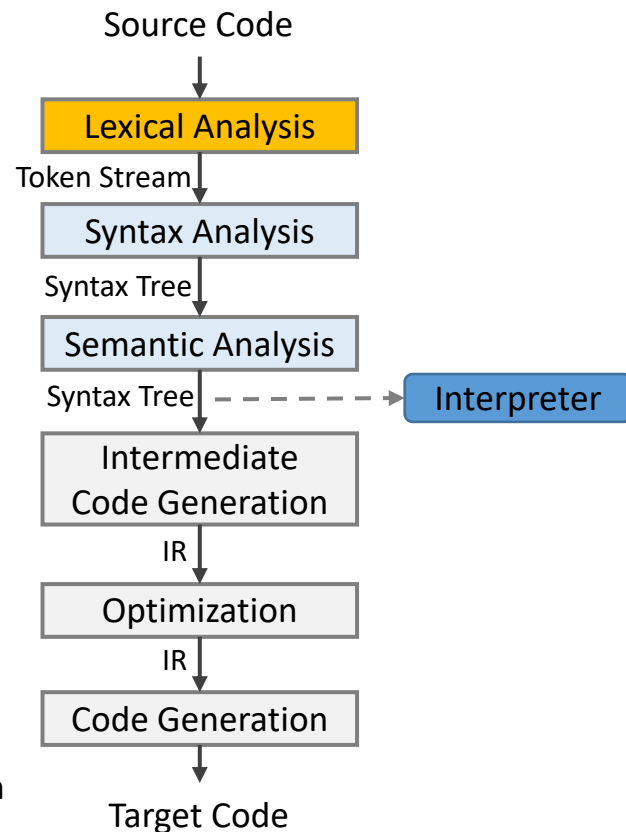 Source Code
Lexical Analysis
Token Stream
Syntax Analysis
Syntax Tree
Semantic Analysis
Syntax Tree
Interpreter
Intermediate
Code Generation
IR
Optimization
IR
Code Generation
Target Code